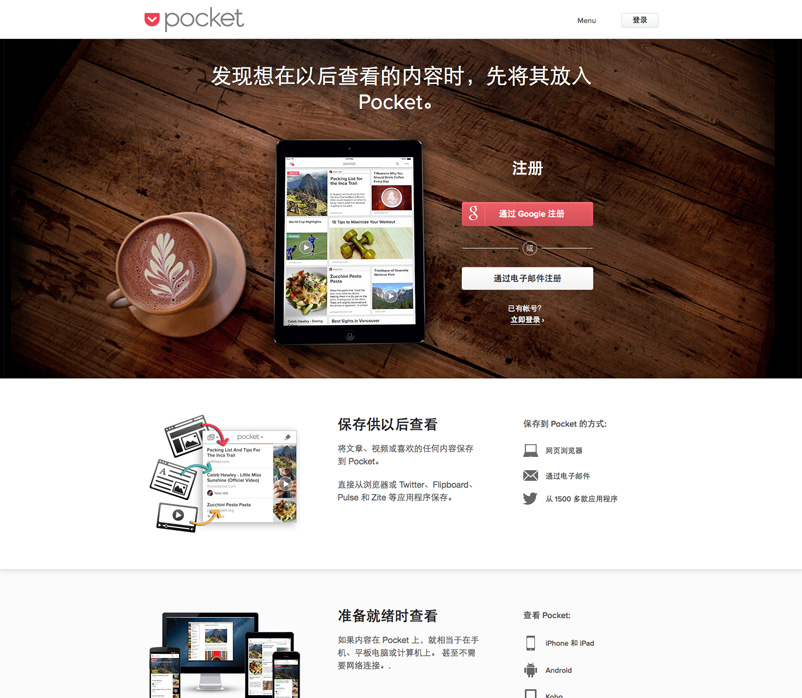 pocket
Menu
登录
发现想在以后查看的内容时，先将其放入
Pocket。
Packing List for
the Inca Trail
7 Reasons Why You
Should Drink Coffee
Every Day
World Cup Highlights
15 Tips to Maximize Your Workout
Zucchini Pesto
Pasta
Timelapse of Yosemite
National Park
Caleb Hawley - Seeing
Best Sights in Vancouver
注册
g
通过 Google 注册
或
通过电子邮件注册
已有帐号？
立即登录 ›
pocket
Packing List And Tips For
The Inca Trail
Caleb Hawley - Little Miss
Sunshine (Official Video)
Zucchini Pesto Pasta
保存供以后查看
将文章、视频或喜欢的任何内容保存
到 Pocket。
直接从浏览器或 Twitter、Flipboard、
Pulse 和 Zite 等应用程序保存。
保存到 Pocket 的方式:
网页浏览器
通过电子邮件
从 1500 多款应用程序
准备就绪时查看
如果内容在 Pocket 上，就相当于在手
机、平板电脑或计算机上。 甚至不需
要网络连接。.
查看 Pocket:
iPhone 和 iPad
Android
Kobo